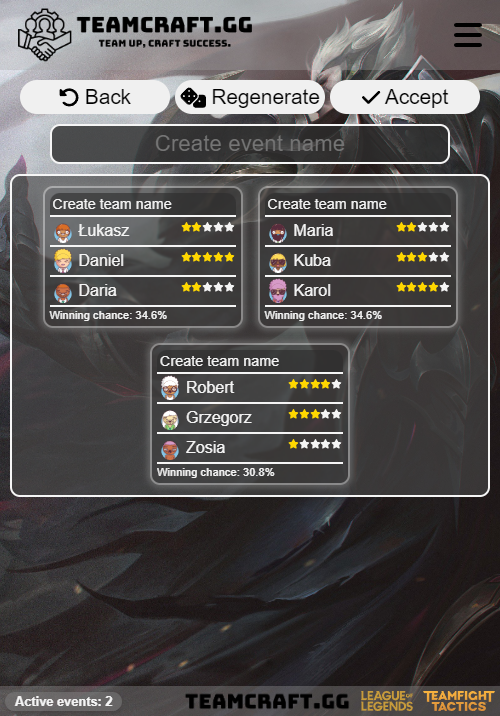 TEAMCRAFT.GG
TEAM UP, CRAFT SUCCESS.
Back
Regenerate
Accept
Create event name
Create team name
Łukasz
Daniel
Daria
Winning chance: 34.6%
Create team name
Maria
Kuba
Karol
Winning chance: 34.6%
Create team name
Robert
Grzegorz
Zosia
Winning chance: 30.8%
Active events: 2
TEAMCRAFT.GG
LEAGUE OF
LEGENDS
TEAMFIGHT
TACTICS